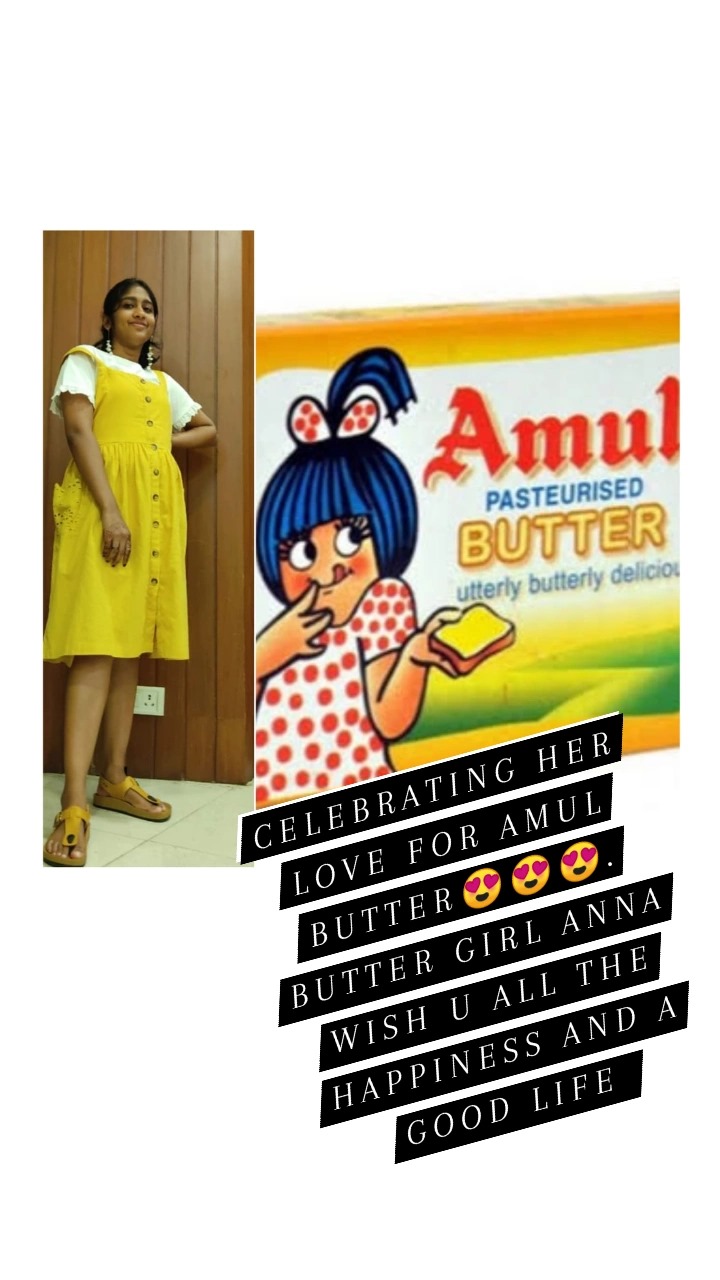 Amul
PASTEURISED
BUTTER
utterly butterly
CELEBRATING HER
LOVE FOR AMUL
BUTTER😍😍😍.
BUTTER GIRL ANNA
WISH U ALL THE
HAPPINESS AND A
GOOD LIFE